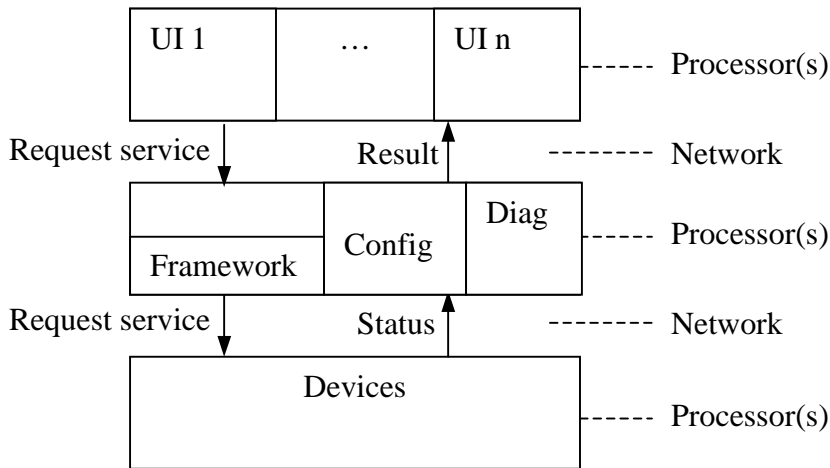 UI 1
…
UI n
Processor(s)
Request service
Result
Network
Diag
Config
Processor(s)
Framework
Request service
Status
Network
Devices
Processor(s)